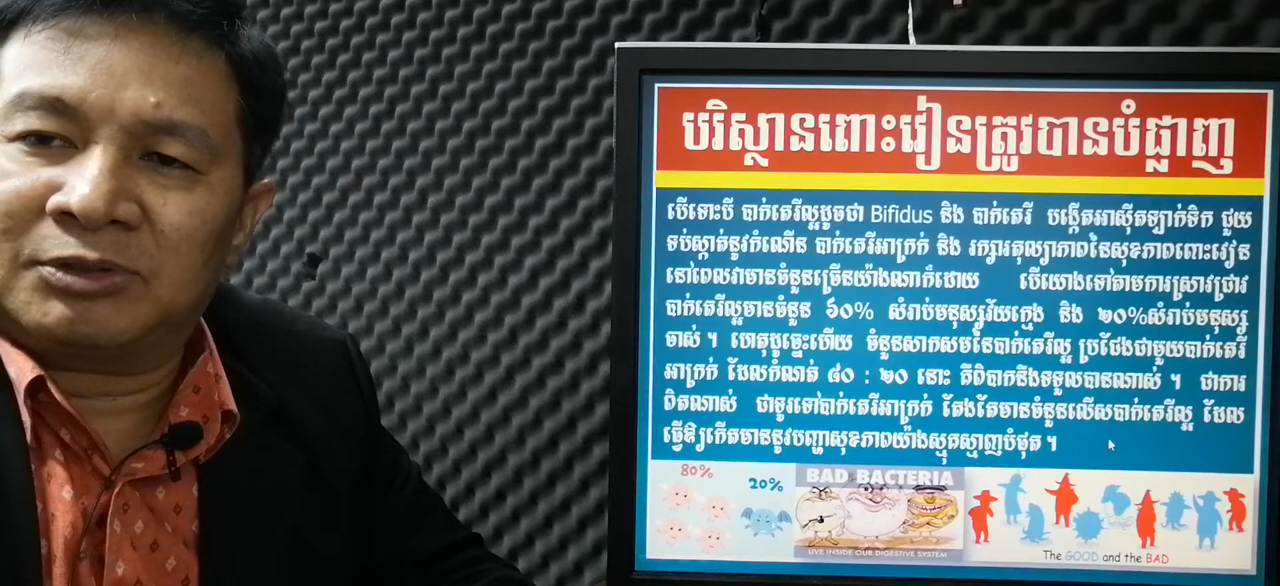 បរិស្ថានពោះវៀនត្រូវបានបំផ្លាញ
បើទោះបី បាក់តេរីល្អដូចជា Bifidus និង បាក់តេរី បង្កើតអាស៊ីតឡាក់ទិក ជួយ
ទប់ស្កាត់នូវកំណើន បាក់តេរីអាក្រក់ និង រក្សារតុល្យាភាពនៃសុខភាពពោះវៀន
នៅពេលវាមានចំនួនច្រើនយ៉ាងណាក៏ដោយ បើយោងទៅតាមការស្រាវជ្រាវ
បាក់តេរីល្អមានចំនួន ៦០% សំរាប់មនុស្សវ័យក្មេង និង ២០%សំរាប់មនុស្ស
ចាស់ ។ ហេតុដូច្នេះហើយ ចំនួនសាកសមនៃបាក់តេរីល្អ ប្រជែងជាមួយបាក់តេរី
អាក្រក់ ដែលកំណត់ ៨០ : ២០ នោះ គឺពិបាកនឹងទទួលបានណាស់ ។ ជាការ
ពិតណាស់ ជាទូរទៅបាក់តេរីអាក្រក់ តែងតែមានចំនួនលើសបាក់តេរីល្អ ដែល
ធ្វើឱ្យកើតមាននូវបញ្ហាសុខភាពយ៉ាងស្មុគស្មាញបំផុត ។
80%
20%
BAD BACTERIA
LIVE INSIDE OUR DIGESTIVE SYSTEM
The GOOD and the BAD